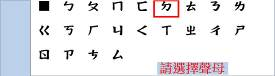 ■ ㄅ ㄆ ㄇ ㄈ ㄉ ㄊ ㄋ ㄌ
ㄍ ㄎ ㄏ ㄐ ㄑ ㄒ ㄓ ㄔ ㄕ
ㄖ ㄗ ㄘ ㄙ
請選擇聲母